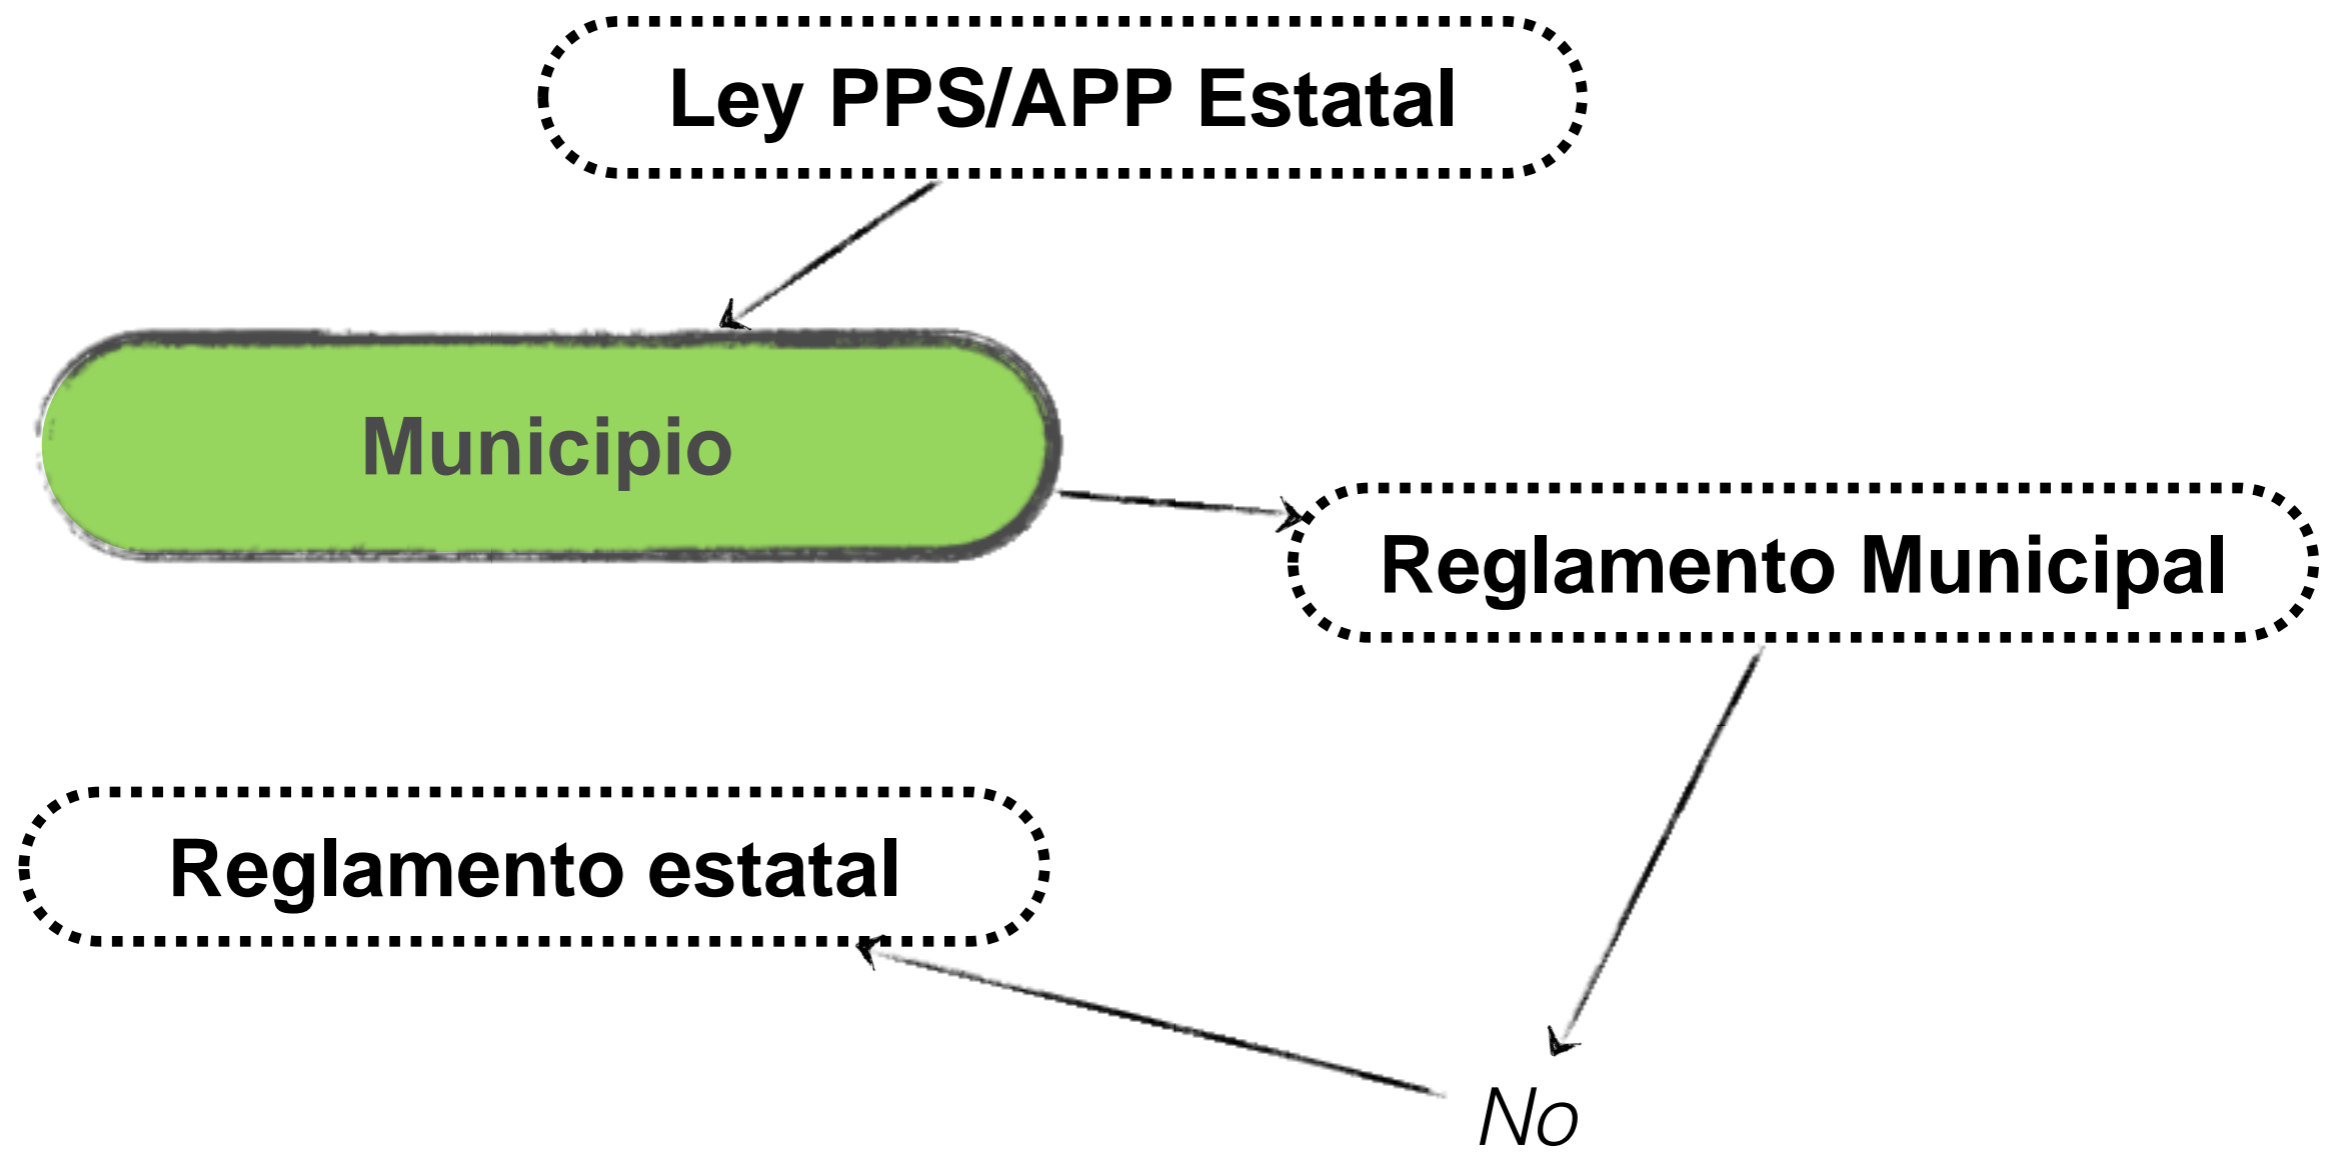 Ley PPS/APP Estatal
Municipio
Reglamento Municipal
Reglamento estatal
No